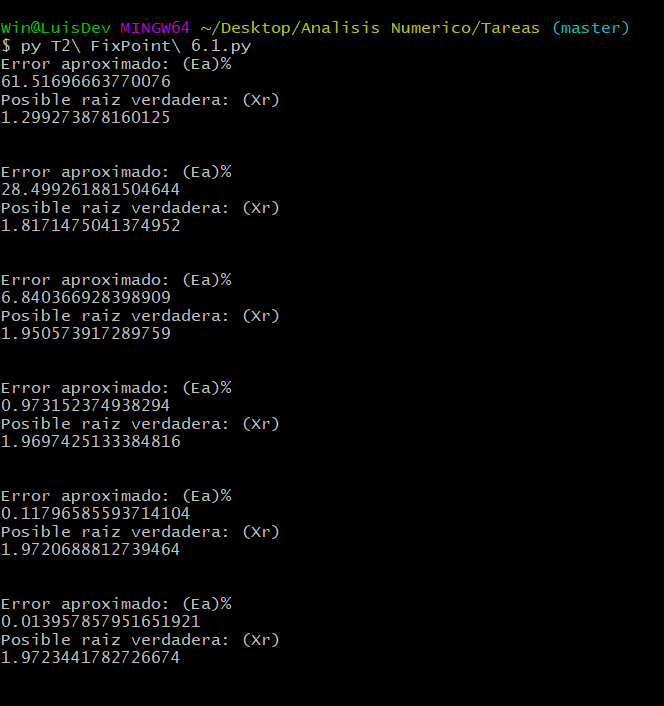 Win@LuisDev MINGW64 ~/Desktop/Analisis Numerico/Tareas (master)
$ py T2\ FixPoint\ 6.1.py
Error aproximado: (Ea)%
61.51696663770076
Posible raiz verdadera: (Xr)
1.299273878160125
Error aproximado: (Ea)%
28.499261881504644
Posible raiz verdadera: (Xr)
1.8171475041374952
Error aproximado: (Ea)%
6.840366928398909
Posible raiz verdadera: (Xr)
1.950573917289759
Error aproximado: (Ea)%
0.973152374938294
Posible raiz verdadera: (Xr)
1.9697425133384816
Error aproximado: (Ea)%
0.11796585593714104
Posible raiz verdadera: (Xr)
1.9720688812739464
Error aproximado: (Ea)%
0.013957857951651921
Posible raiz verdadera: (Xr)
1.9723441782726674